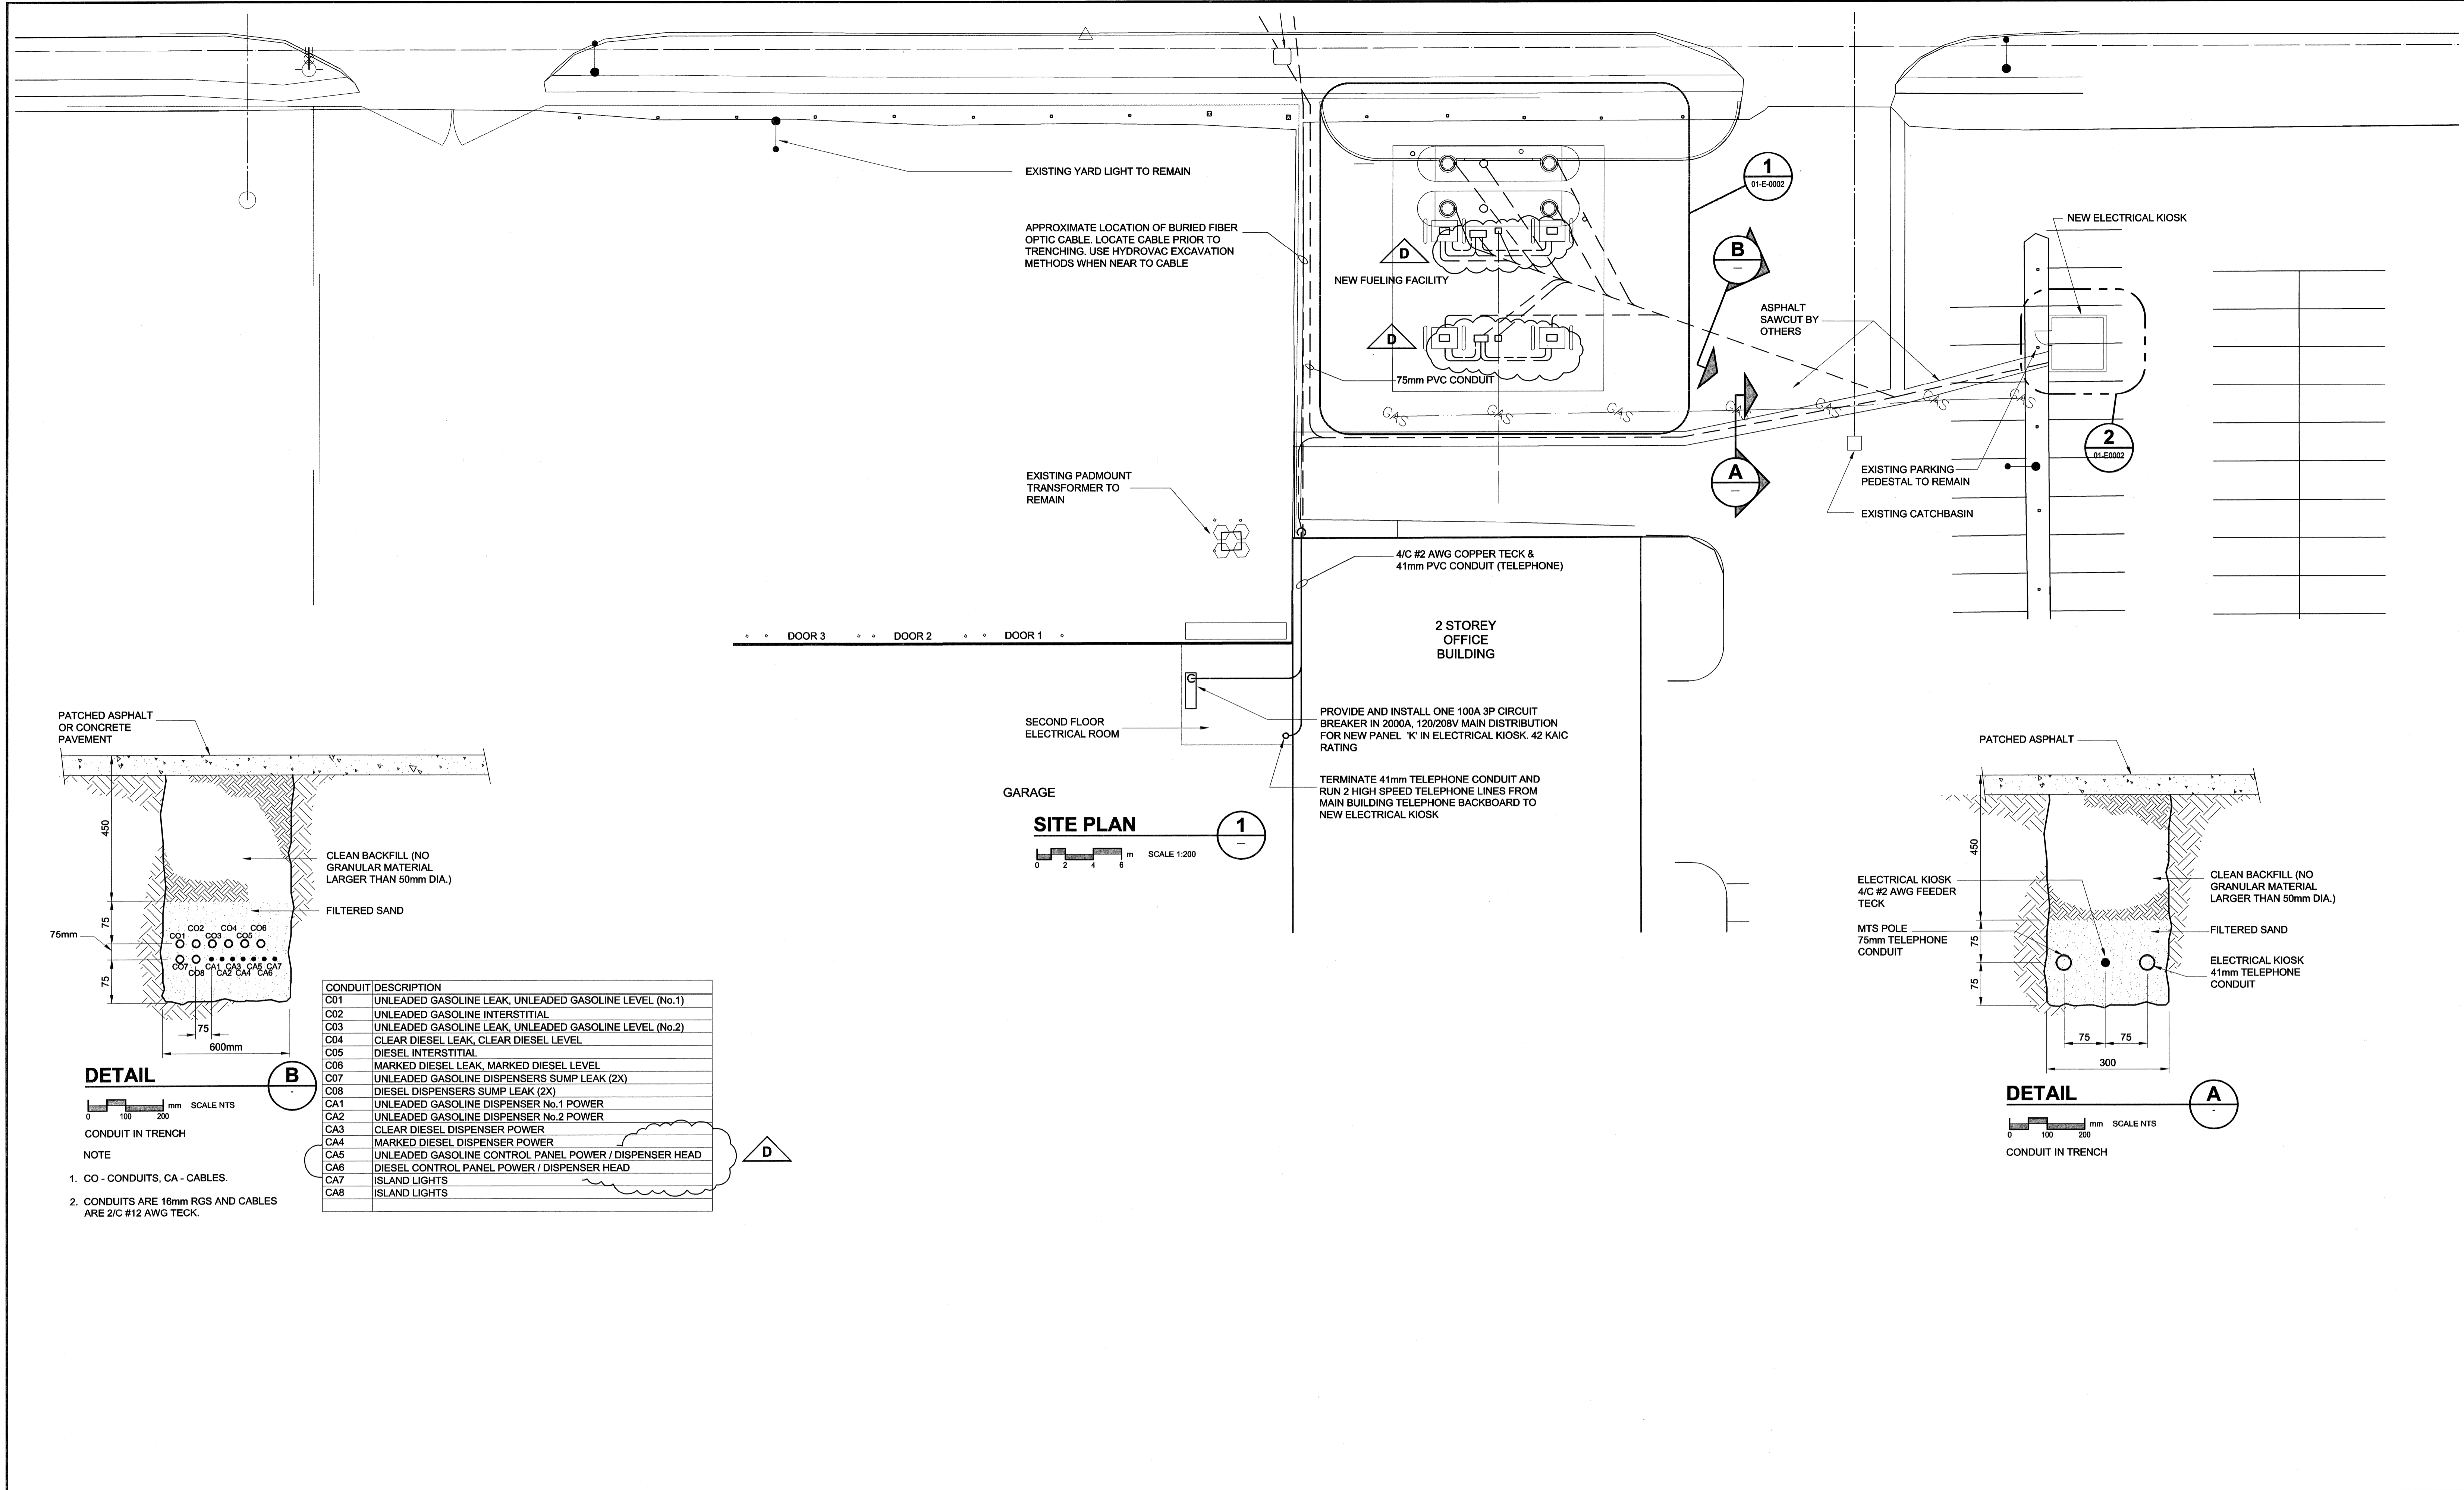 EXISTING YARD LIGHT TO REMAIN
APPROXIMATE LOCATION OF BURIED FIBER
OPTIC CABLE. LOCATE CABLE PRIOR TO
TRENCHING. USE HYDROVAC EXCAVATION
METHODS WHEN NEAR TO CABLE
1
01-E-0002
D
NEW FUELING FACILITY
B
–
NEW ELECTRICAL KIOSK
ASPHALT
SAWCUT BY
OTHERS
D
75mm PVC CONDUIT
GAS GAS GAS GAS GAS GAS GAS
2
01-E0002
A
–
EXISTING PARKING
PEDESTAL TO REMAIN
EXISTING CATCHBASIN
EXISTING PADMOUNT
TRANSFORMER TO
REMAIN
4/C #2 AWG COPPER TECK &
41mm PVC CONDUIT (TELEPHONE)
DOOR 3 DOOR 2 DOOR 1
2 STOREY
OFFICE
BUILDING
SECOND FLOOR
ELECTRICAL ROOM
PROVIDE AND INSTALL ONE 100A 3P CIRCUIT
BREAKER IN 2000A, 120/208V MAIN DISTRIBUTION
FOR NEW PANEL 'K' IN ELECTRICAL KIOSK. 42 KAIC
RATING
TERMINATE 41mm TELEPHONE CONDUIT AND
RUN 2 HIGH SPEED TELEPHONE LINES FROM
MAIN BUILDING TELEPHONE BACKBOARD TO
NEW ELECTRICAL KIOSK
GARAGE
SITE PLAN
1
–
0 2 4 6 m SCALE 1:200
PATCHED ASPHALT
OR CONCRETE
PAVEMENT
450
CLEAN BACKFILL (NO
GRANULAR MATERIAL
LARGER THAN 50mm DIA.)
FILTERED SAND
75
75mm
75
CO2 CO4 CO6
CO1 CO3 CO5
CO7 CA1 CA3 CA5 CA7
CO8 CA2 CA4 CA6
75
600mm
DETAIL
B
-
0 100 200 mm SCALE NTS
CONDUIT IN TRENCH
NOTE
1. CO - CONDUITS, CA - CABLES.
2. CONDUITS ARE 16mm RGS AND CABLES
ARE 2/C #12 AWG TECK.
CONDUIT DESCRIPTION
C01 UNLEADED GASOLINE LEAK, UNLEADED GASOLINE LEVEL (No.1)
C02 UNLEADED GASOLINE INTERSTITIAL
C03 UNLEADED GASOLINE LEAK, UNLEADED GASOLINE LEVEL (No.2)
C04 CLEAR DIESEL LEAK, CLEAR DIESEL LEVEL
C05 DIESEL INTERSTITIAL
C06 MARKED DIESEL LEAK, MARKED DIESEL LEVEL
C07 UNLEADED GASOLINE DISPENSERS SUMP LEAK (2X)
C08 DIESEL DISPENSERS SUMP LEAK (2X)
CA1 UNLEADED GASOLINE DISPENSER No.1 POWER
CA2 UNLEADED GASOLINE DISPENSER No.2 POWER
CA3 CLEAR DIESEL DISPENSER POWER
CA4 MARKED DIESEL DISPENSER POWER
CA5 UNLEADED GASOLINE CONTROL PANEL POWER / DISPENSER HEAD
CA6 DIESEL CONTROL PANEL POWER / DISPENSER HEAD
CA7 ISLAND LIGHTS
CA8 ISLAND LIGHTS
D
PATCHED ASPHALT
450
CLEAN BACKFILL (NO
GRANULAR MATERIAL
LARGER THAN 50mm DIA.)
ELECTRICAL KIOSK
4/C #2 AWG FEEDER
TECK
FILTERED SAND
MTS POLE
75mm TELEPHONE
CONDUIT
75
75
ELECTRICAL KIOSK
41mm TELEPHONE
CONDUIT
75 75
300
DETAIL
A
-
0 100 200 mm SCALE NTS
CONDUIT IN TRENCH